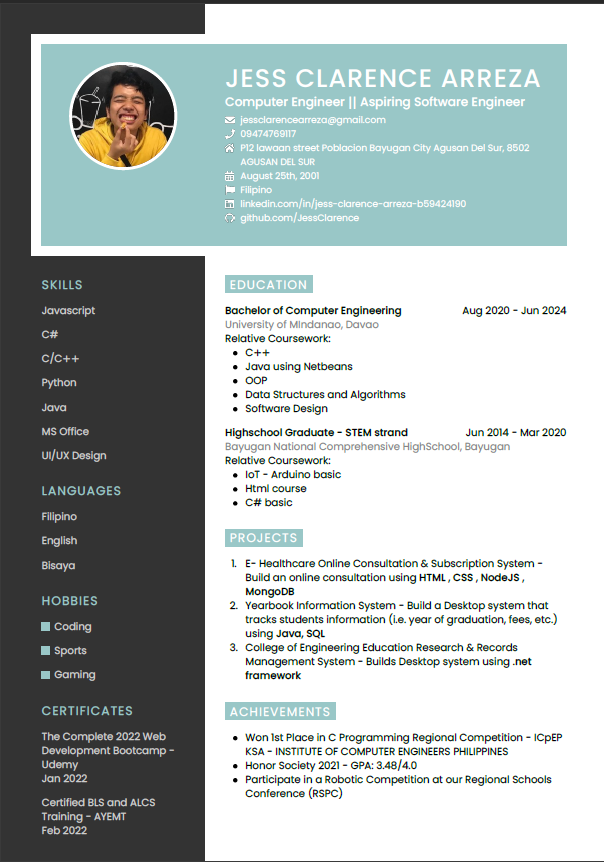 JESS CLARENCE ARREZA
Computer Engineer || Aspiring Software Engineer
jessclarencearreza@gmail.com
09474769117
P12 lawaan street Poblacion Bayugan City Agusan Del Sur, 8502
AGUSAN DEL SUR
August 25th, 2001
Filipino
linkedin.com/in/jess-clarence-arreza-b59424190
github.com/JessClarence
SKILLS
Javascript
C#
C/C++
Python
Java
MS Office
UI/UX Design
LANGUAGES
Filipino
English
Bisaya
HOBBIES
Coding
Sports
Gaming
CERTIFICATES
The Complete 2022 Web
Development Bootcamp -
Udemy
Jan 2022
Certified BLS and ALCS
Training - AYEMT
Feb 2022
EDUCATION
Bachelor of Computer Engineering Aug 2020 - Jun 2024
University of MIndanao, Davao
Relative Coursework:
• C++
• Java using Netbeans
• OOP
• Data Structures and Algorithms
• Software Design
Highschool Graduate - STEM strand Jun 2014 - Mar 2020
Bayugan National Comprehensive HighSchool, Bayugan
Relative Coursework:
• IoT - Arduino basic
• Html course
• C# basic
PROJECTS
1. E- Healthcare Online Consultation & Subscription System -
Build an online consultation using HTML , CSS , NodeJS ,
MongoDB
2. Yearbook Information System - Build a Desktop system that
tracks students information (i.e. year of graduation, fees, etc.)
using Java, SQL
3. College of Engineering Education Research & Records
Management System - Builds Desktop system using .net
framework
ACHIEVEMENTS
• Won 1st Place in C Programming Regional Competition - ICpEP
KSA - INSTITUTE OF COMPUTER ENGINEERS PHILIPPINES
• Honor Society 2021 - GPA: 3.48/4.0
• Participate in a Robotic Competition at our Regional Schools
Conference (RSPC)